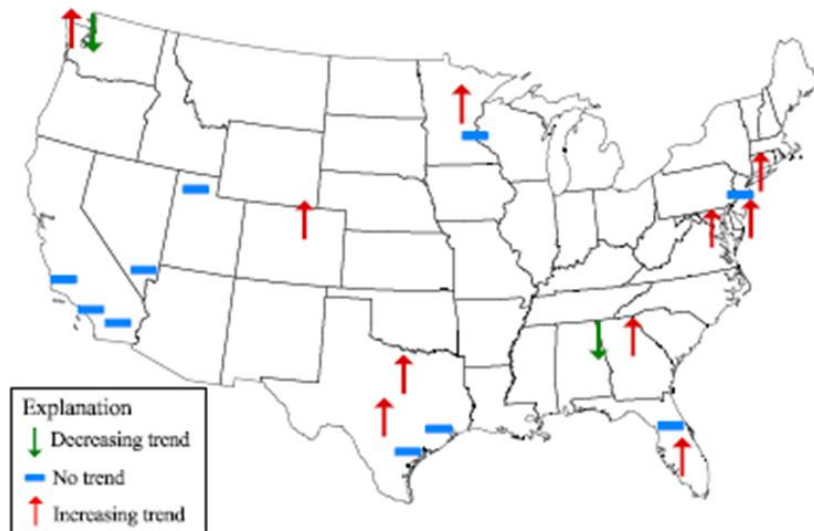 Explanation
Decreasing trend
No trend
Increasing trend